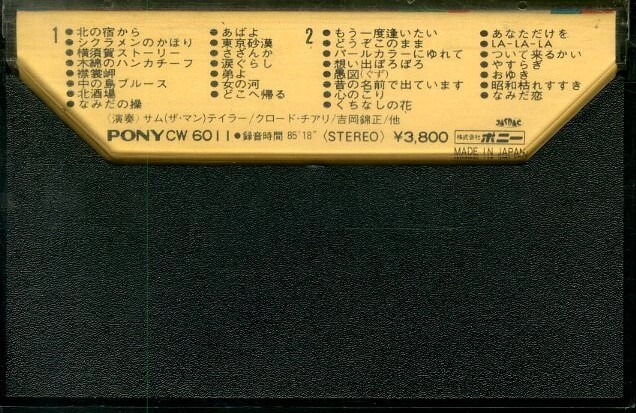 1
●北の宿から
●シクラメンのかほり
●横須賀ストーリー
●木綿のハンカチーフ
●襟裳岬
●中の島ブルース
●北酒場
●なみだの操
●あばよ
●東京砂漠
●さざんか
●涙ぐらし
●弟よ
●女の河
●どこへ帰る
2
●もう一度逢いたい
●どうぞこのまま
●パールカラーにゆれて
●想い出ぼろぼろ
●愚図(ぐず)
●昔の名前で出ています
●心のこり
●くちなしの花
●あなただけを
●LA-LA-LA
●ついて来るかい
●やすらぎ
●おゆき
●昭和枯れすすき
●なみだ恋
〈演奏〉サム(ザ・マン)テイラー/クロード・チアリ/吉岡錦正/他
PONY CW 6011 ●録音時間 85'18" 〈STEREO〉 ¥3,800
JASRAC
株式会社 ポニー
MADE IN JAPAN